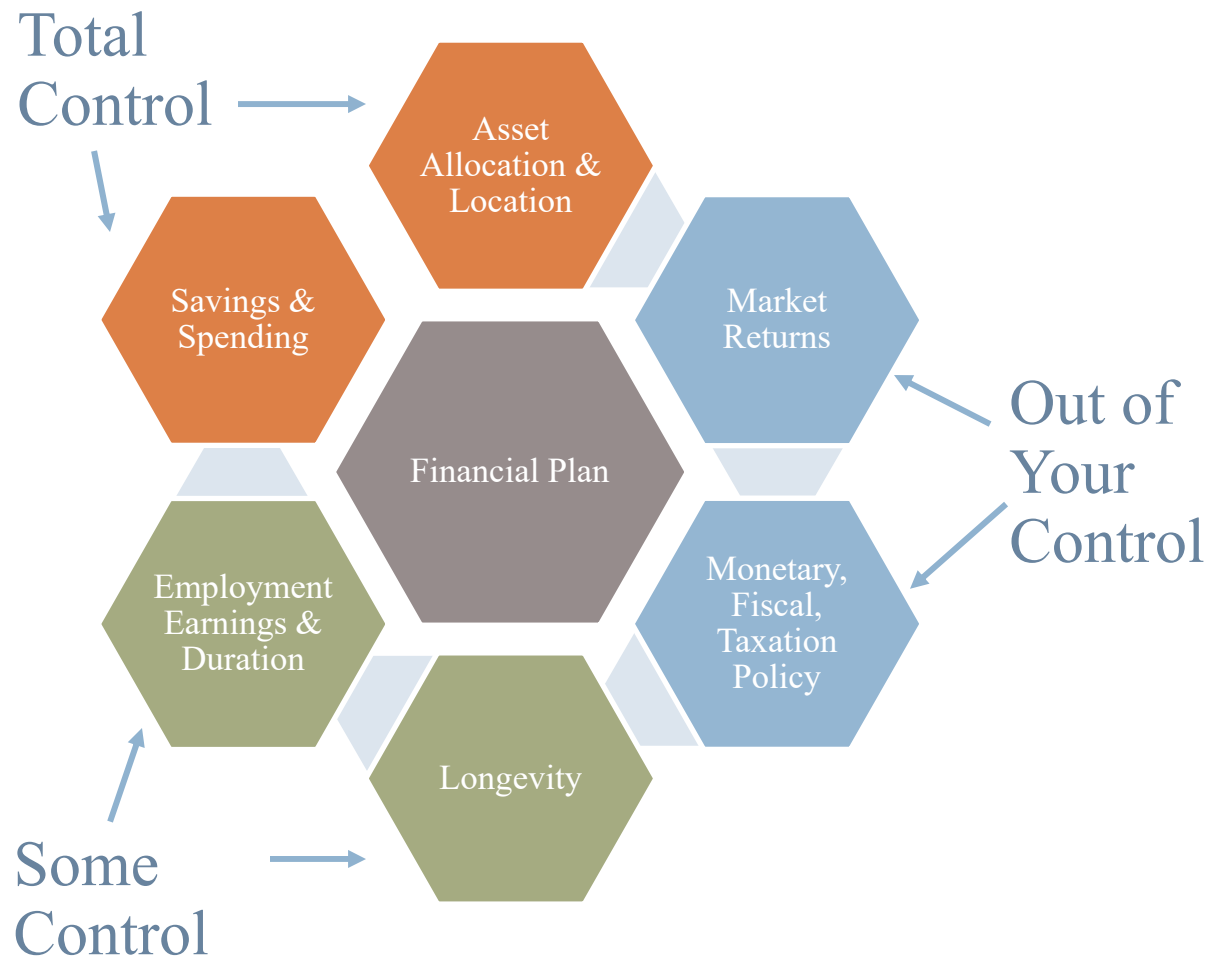 Total
Control
Asset
Allocation &
Location
Savings &
Spending
Market
Returns
Financial Plan
Out of
Your
Control
Employment
Earnings &
Duration
Monetary,
Fiscal,
Taxation
Policy
Longevity
Some
Control